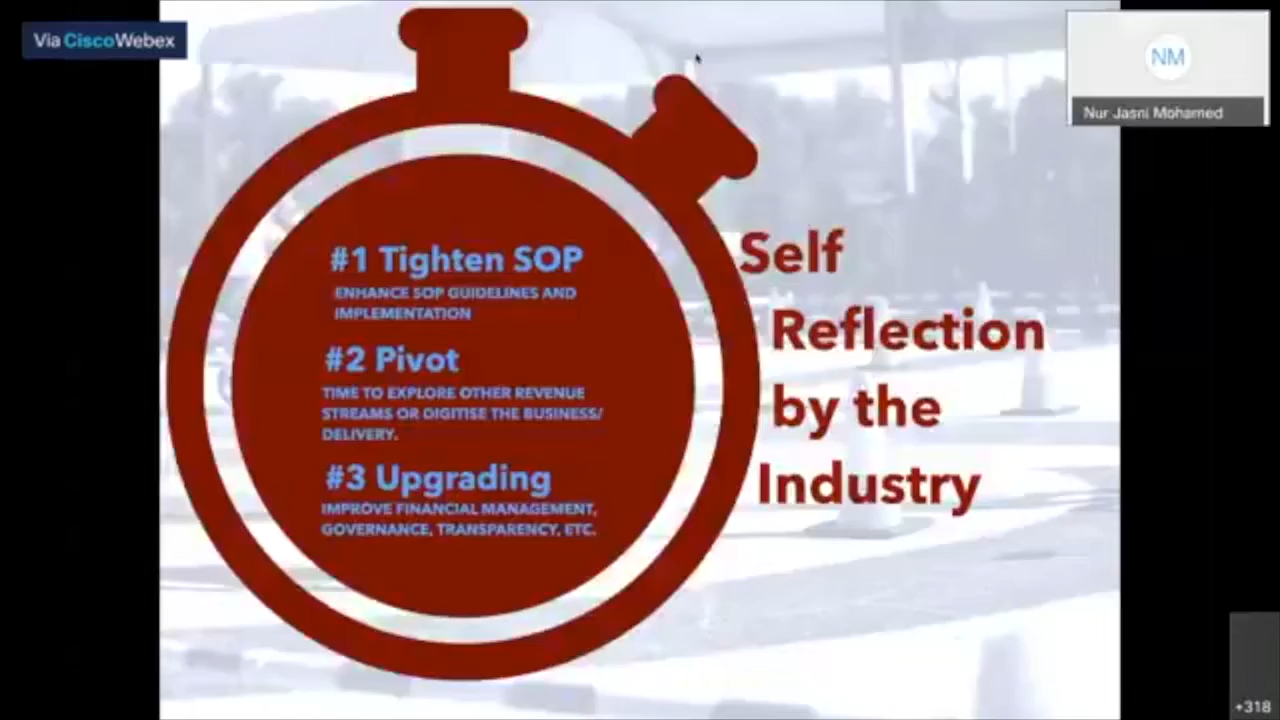 Via CiscoWebex
NM
Nur Jasni Mohamed
#1 Tighten SOP
ENHANCE SOP GUIDELINES AND
IMPLEMENTATION
#2 Pivot
TIME TO EXPLORE OTHER REVENUE
STREAMS OR DIGITISE THE BUSINESS/
DELIVERY.
#3 Upgrading
IMPROVE FINANCIAL MANAGEMENT,
GOVERNANCE, TRANSPARENCY, ETC.
Self
Reflection
by the
Industry
+318